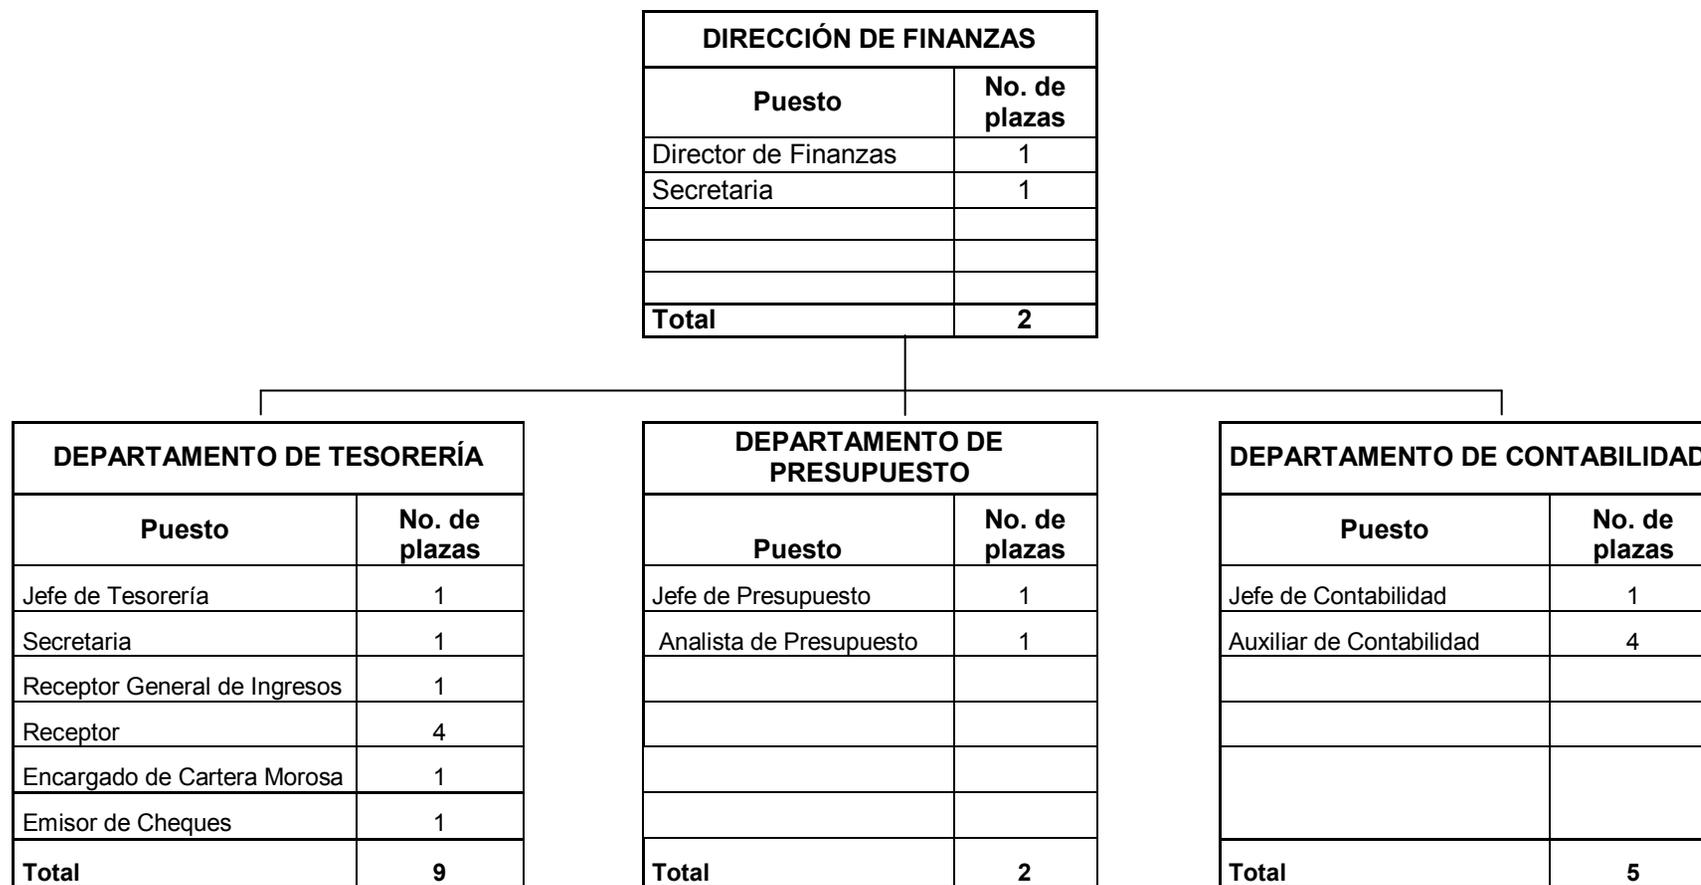 DIRECCIÓN DE FINANZAS
Puesto No. de plazas
Director de Finanzas 1
Secretaria 1
Total 2
DEPARTAMENTO DE TESORERÍA
Puesto No. de plazas
Jefe de Tesorería 1
Secretaria 1
Receptor General de Ingresos 1
Receptor 4
Encargado de Cartera Morosa 1
Emisor de Cheques 1
Total 9
DEPARTAMENTO DE
PRESUPUESTO
Puesto No. de plazas
Jefe de Presupuesto 1
Analista de Presupuesto 1
Total 2
DEPARTAMENTO DE CONTABILIDAD
Puesto No. de plazas
Jefe de Contabilidad 1
Auxiliar de Contabilidad 4
Total 5